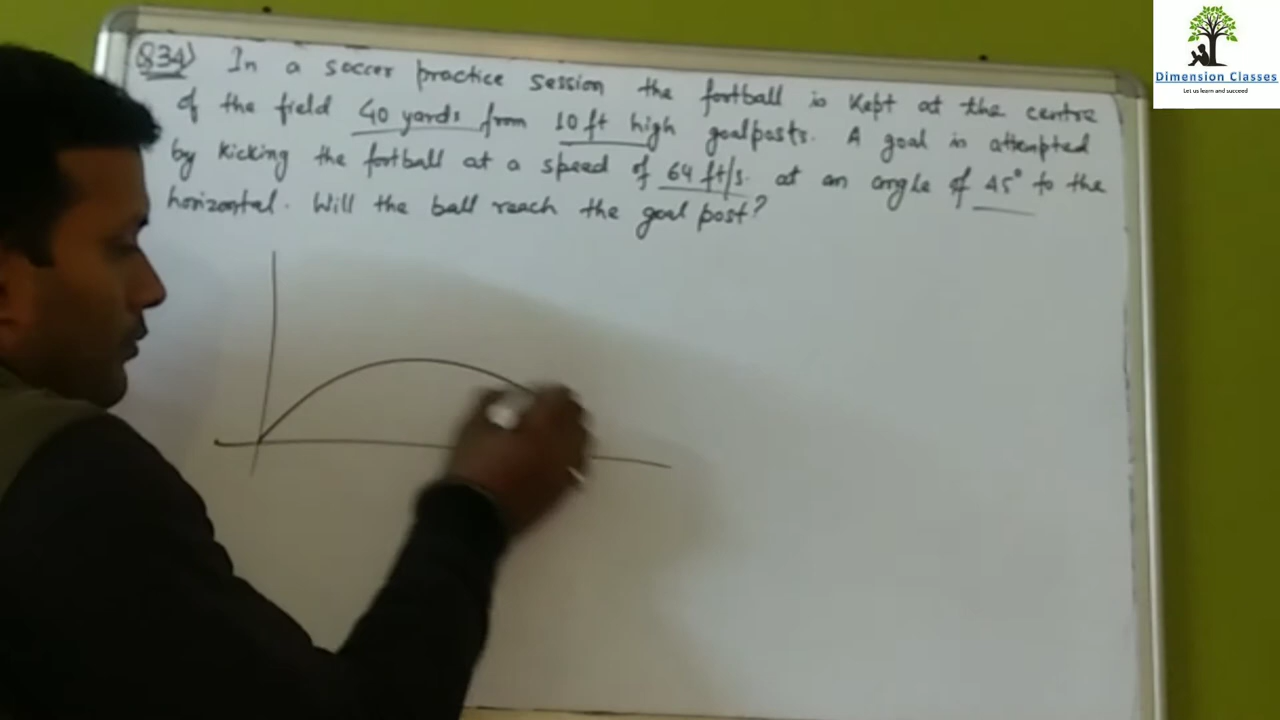 Q34) In a soccer practice session the football is kept at the centre
of the field 40 yards from 10 ft high goalposts. A goal is attempted
by kicking the football at a speed of 64 ft/s. at an angle of 45° to the
horizontal. Will the ball reach the goal post?
Dimension Classes
Let us learn and succeed